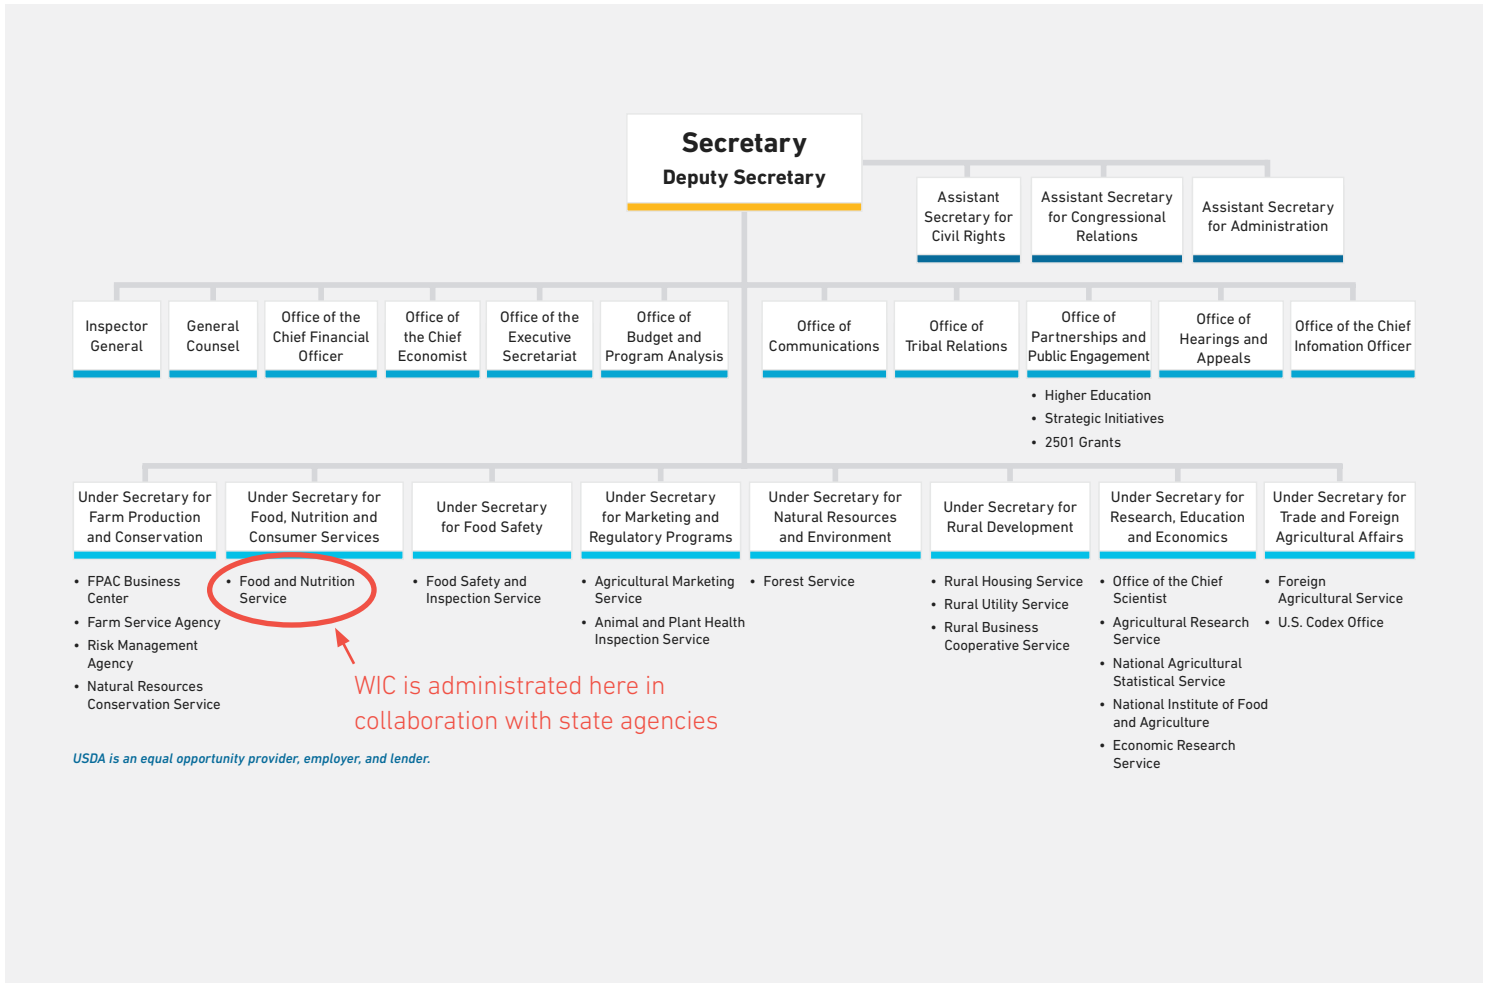 Secretary
Deputy Secretary
Assistant
Secretary for
Civil Rights
Assistant Secretary
for Congressional
Relations
Assistant Secretary
for Administration
Inspector
General
General
Counsel
Office of the
Chief Financial
Officer
Office of
the Chief
Economist
Office of the
Executive
Secretariat
Office of
Budget and
Program Analysis
Office of
Communications
Office of
Tribal Relations
Office of
Partnerships and
Public Engagement
Office of
Hearings and
Appeals
Office of the Chief
Infomation Officer
• Higher Education
• Strategic Initiatives
• 2501 Grants
Under Secretary for
Farm Production
and Conservation
Under Secretary for
Food, Nutrition and
Consumer Services
Under Secretary
for Food Safety
Under Secretary
for Marketing and
Regulatory Programs
Under Secretary for
Natural Resources
and Environment
Under Secretary for
Rural Development
Under Secretary for
Research, Education
and Economics
Under Secretary for
Trade and Foreign
Agricultural Affairs
• FPAC Business
Center
• Farm Service Agency
• Risk Management
Agency
• Natural Resources
Conservation Service
• Food and Nutrition
Service
• Food Safety and
Inspection Service
• Agricultural Marketing
Service
• Animal and Plant Health
Inspection Service
• Forest Service
• Rural Housing Service
• Rural Utility Service
• Rural Business
Cooperative Service
• Office of the Chief
Scientist
• Agricultural Research
Service
• National Agricultural
Statistical Service
• National Institute of Food
and Agriculture
• Economic Research
Service
• Foreign
Agricultural Service
• U.S. Codex Office
WIC is administrated here in
collaboration with state agencies
USDA is an equal opportunity provider, employer, and lender.